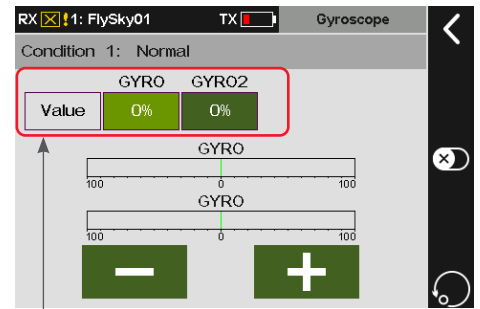 RX !1: FlySky01 TX Gyroscope
Condition 1: Normal
GYRO GYRO2
Value 0% 0%
GYRO
100 0 100
GYRO
100 0 100